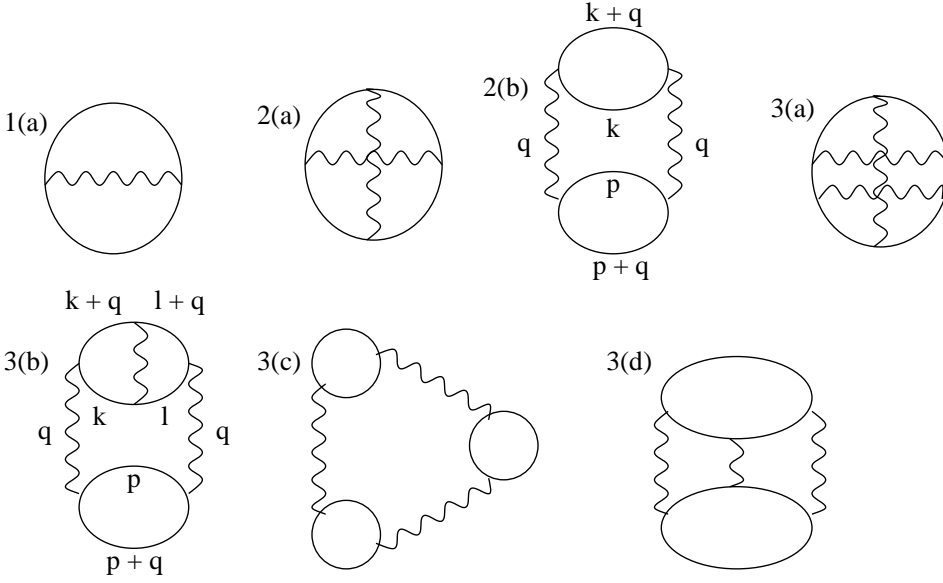 1(a)
2(a)
2(b)
k + q
q
k
q
p
p + q
3(a)
3(b)
k + q
l + q
q
k
l
q
p
p + q
3(c)
3(d)